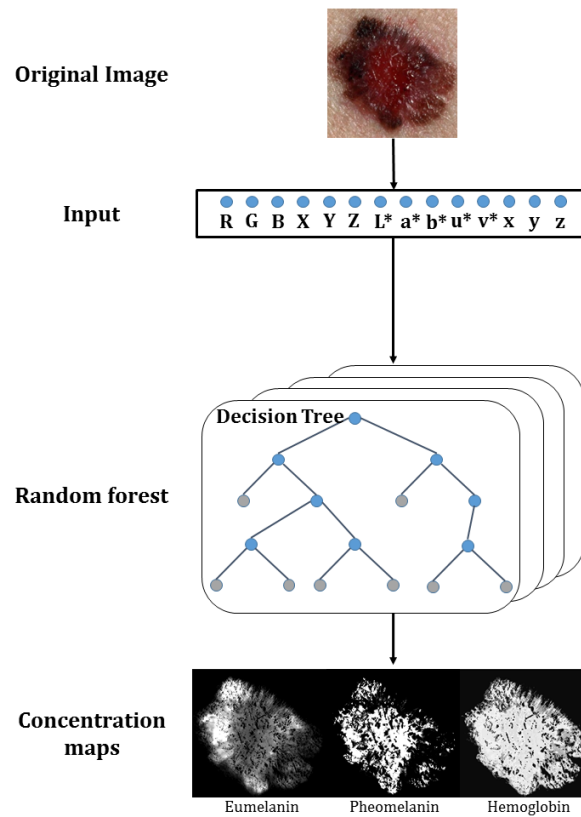 Original Image
Input
R G B X Y Z L* a* b* u* v* x y z
Decision Tree
Random forest
Concentration
maps
Eumelanin Pheomelanin Hemoglobin